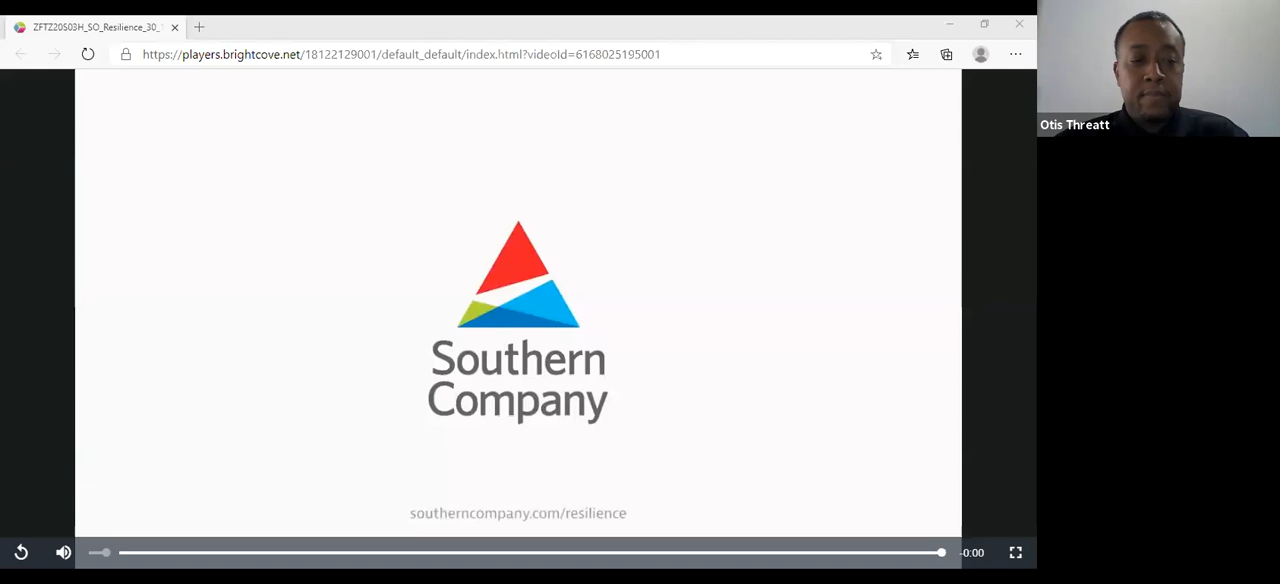 ZFTZ20S03H_SO_Resilience_30_
https://players.brightcove.net/18122129001/default_default/index.html?videoId=6168025195001
Otis Threatt
Southern
Company
southerncompany.com/resilience
-0:00